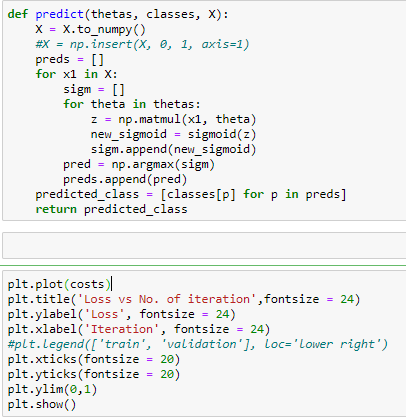 def predict(thetas, classes, X):
    X = X.to_numpy()
    #X = np.insert(X, 0, 1, axis=1)
    preds = []
    for x1 in X:
        sigm = []
        for theta in thetas:
            z = np.matmul(x1, theta)
            new_sigmoid = sigmoid(z)
            sigm.append(new_sigmoid)
        pred = np.argmax(sigm)
        preds.append(pred)
    predicted_class = [classes[p] for p in preds]
    return predicted_class
plt.plot(costs)
plt.title('Loss vs No. of iteration',fontsize = 24)
plt.ylabel('Loss', fontsize = 24)
plt.xlabel('Iteration', fontsize = 24)
#plt.legend(['train', 'validation'], loc='lower right')
plt.xticks(fontsize = 20)
plt.yticks(fontsize = 20)
plt.ylim(0,1)
plt.show()